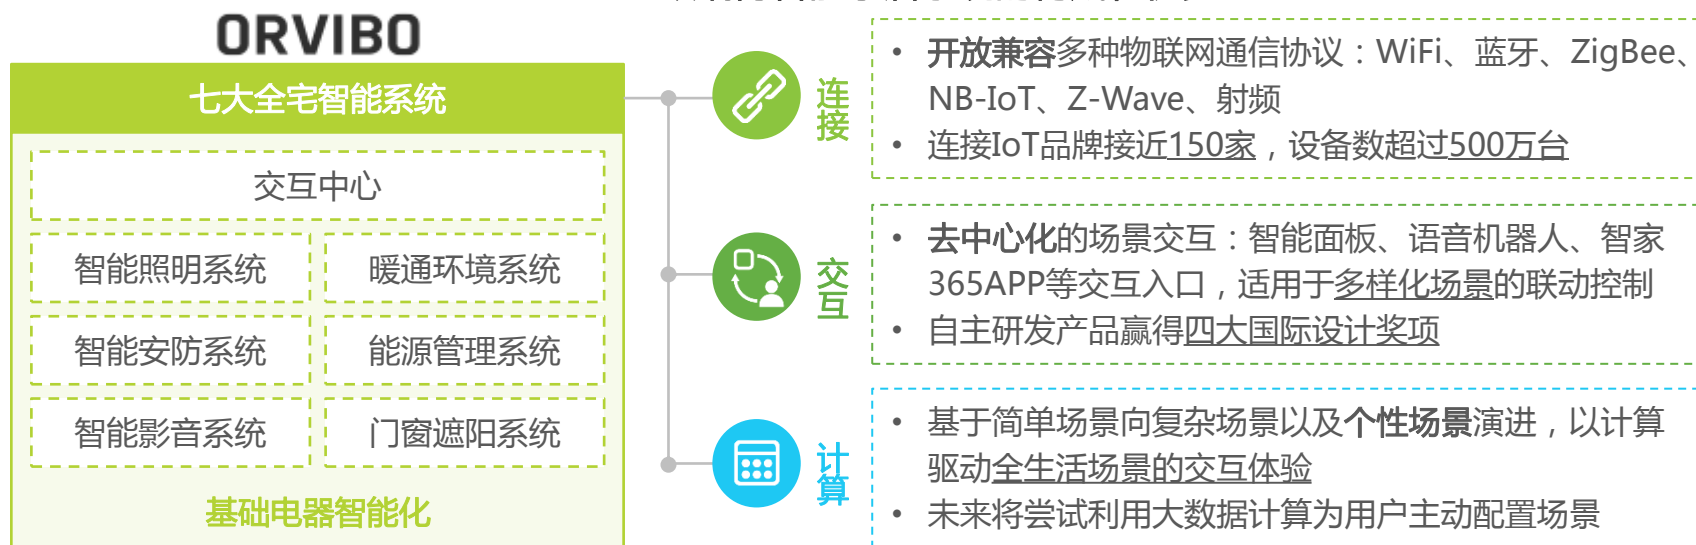 ORVIBO
七大全宅智能系统
交互中心
智能照明系统
暖通环境系统
智能安防系统
能源管理系统
智能影音系统
门窗遮阳系统
基础电器智能化
连接
• 开放兼容多种物联网通信协议：WiFi、蓝牙、ZigBee、
NB-IoT、Z-Wave、射频
• 连接IoT品牌接近150家，设备数超过500万台
交互
• 去中心化的场景交互：智能面板、语音机器人、智家
365APP等交互入口，适用于多样化场景的联动控制
• 自主研发产品赢得四大国际设计奖项
计算
• 基于简单场景向复杂场景以及个性场景演进，以计算
驱动全生活场景的交互体验
• 未来将尝试利用大数据计算为用户主动配置场景